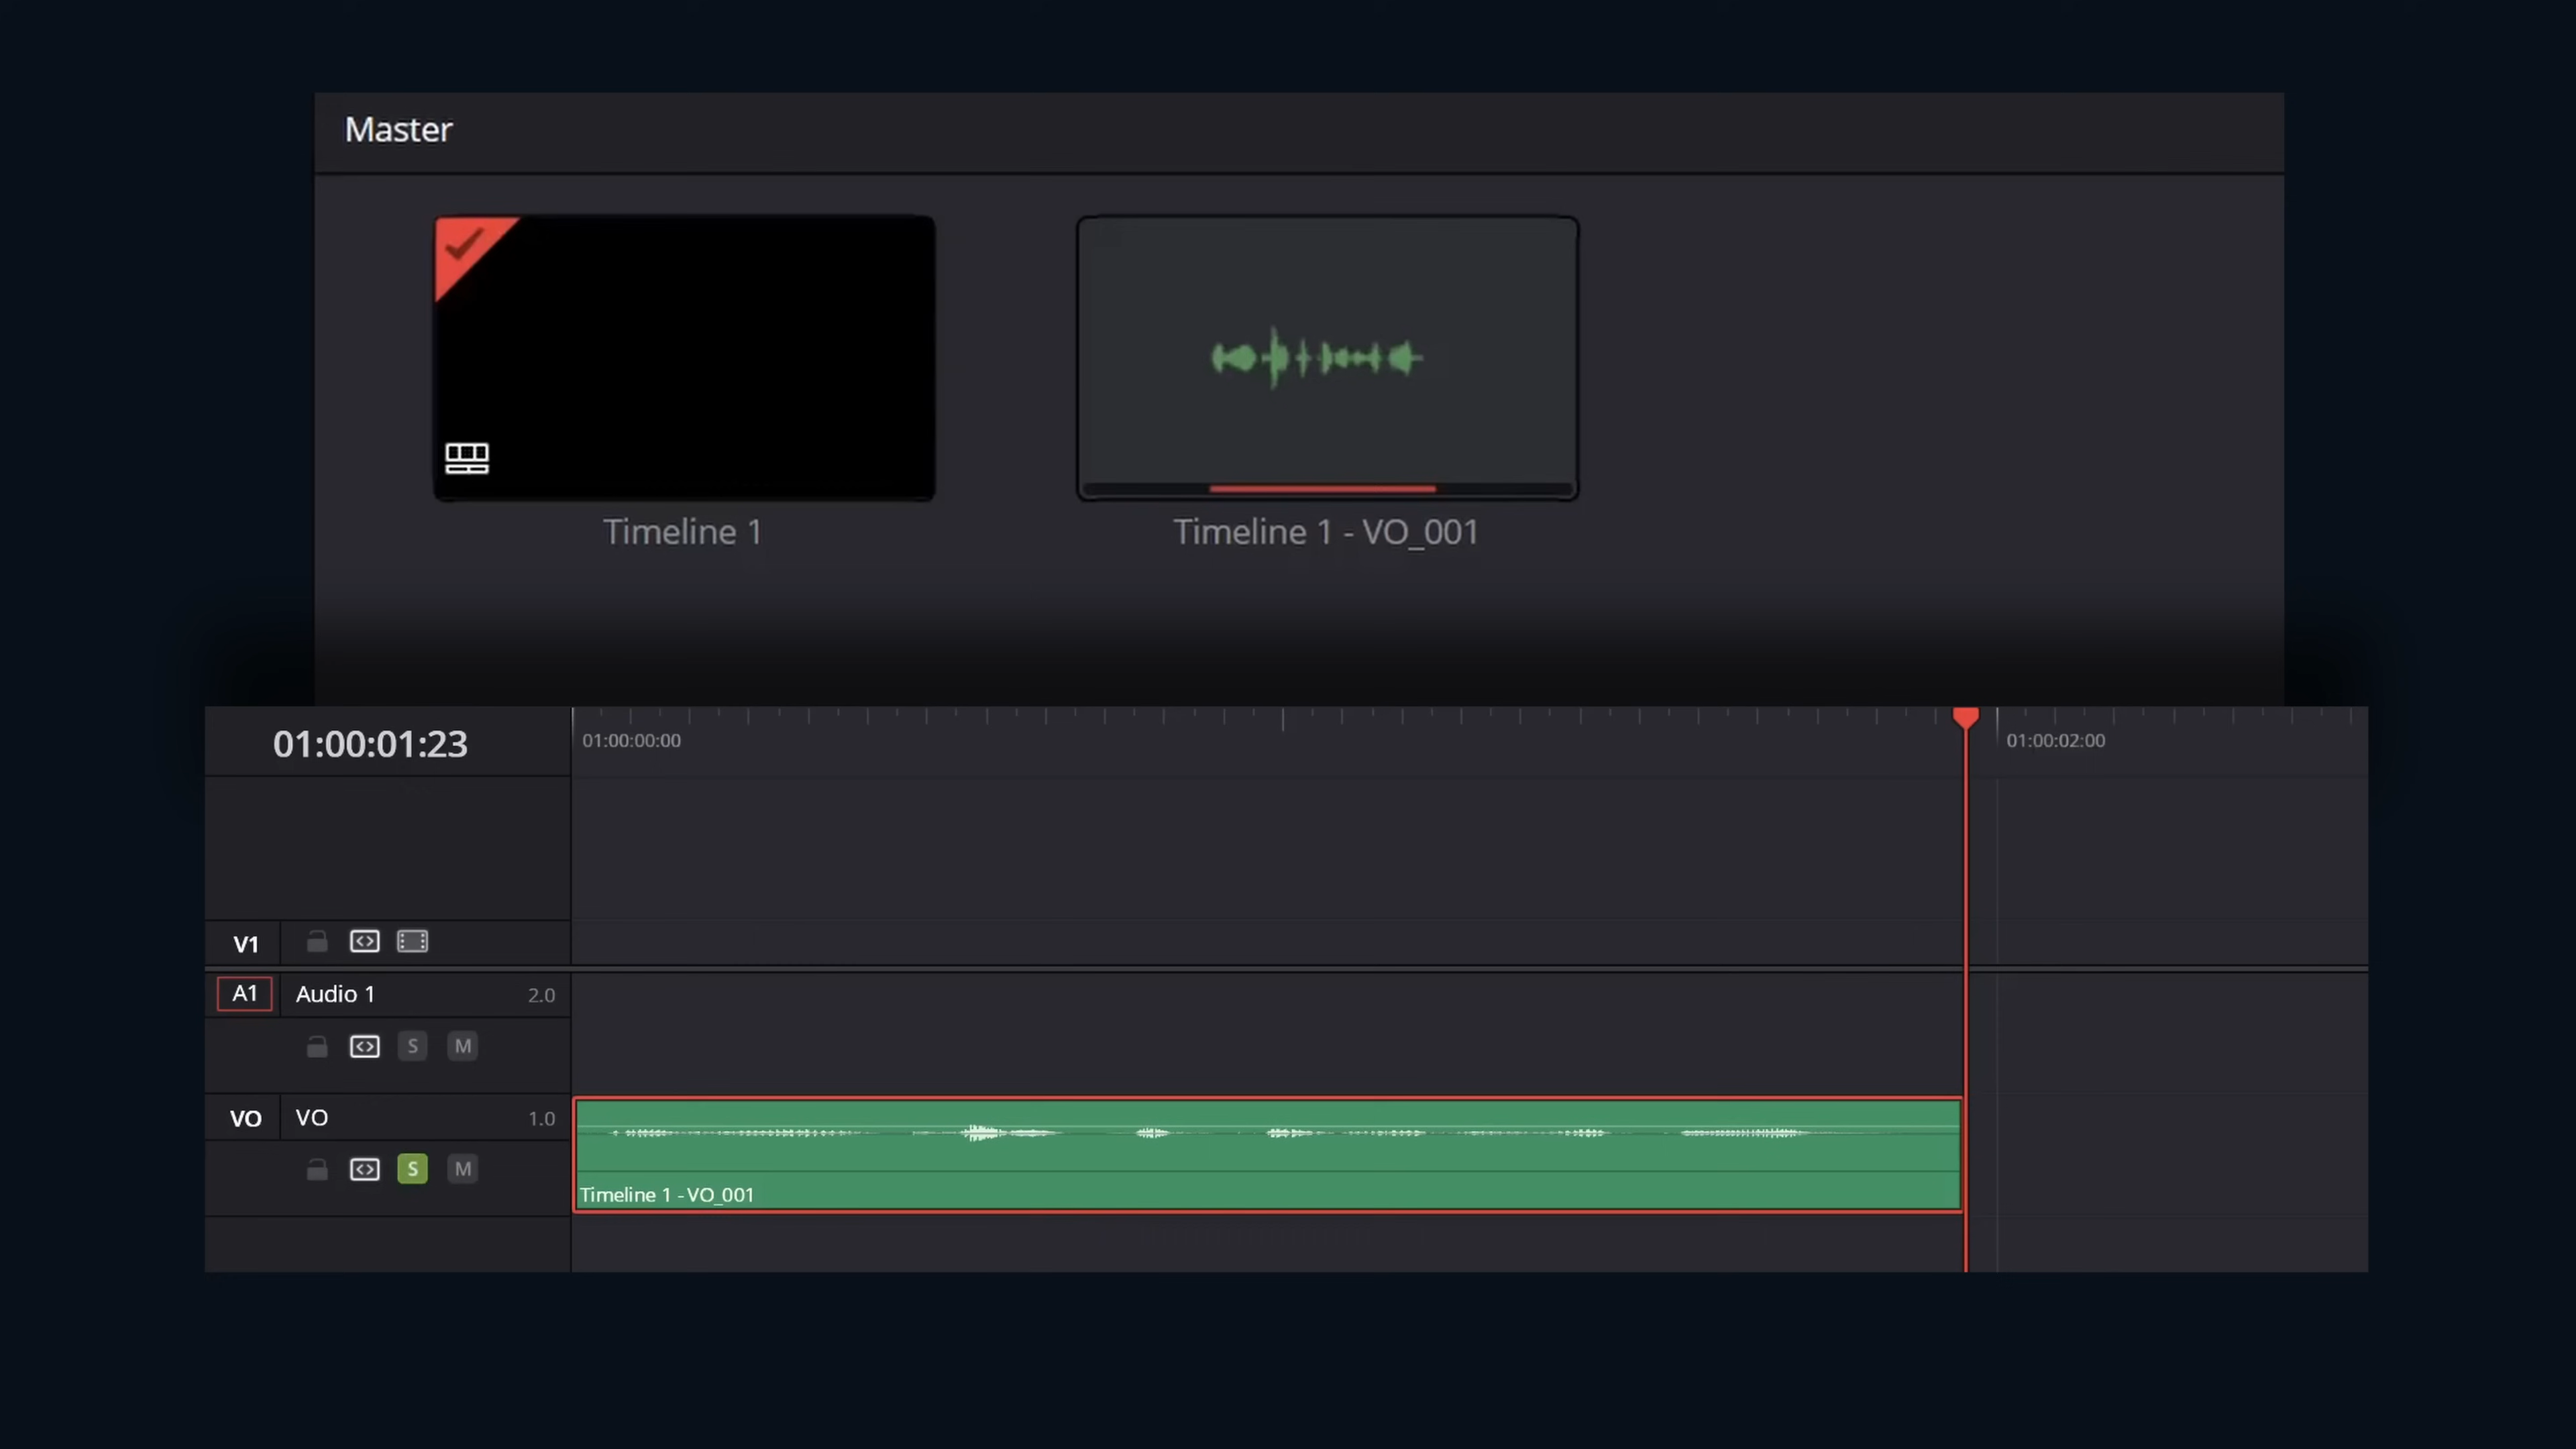 Master
Timeline 1
Timeline 1 - VO_001
01:00:01:23
01:00:00:00
01:00:02:00
V1
A1 Audio 1 2.0
S M
VO VO 1.0
S M
Timeline 1 - VO_001